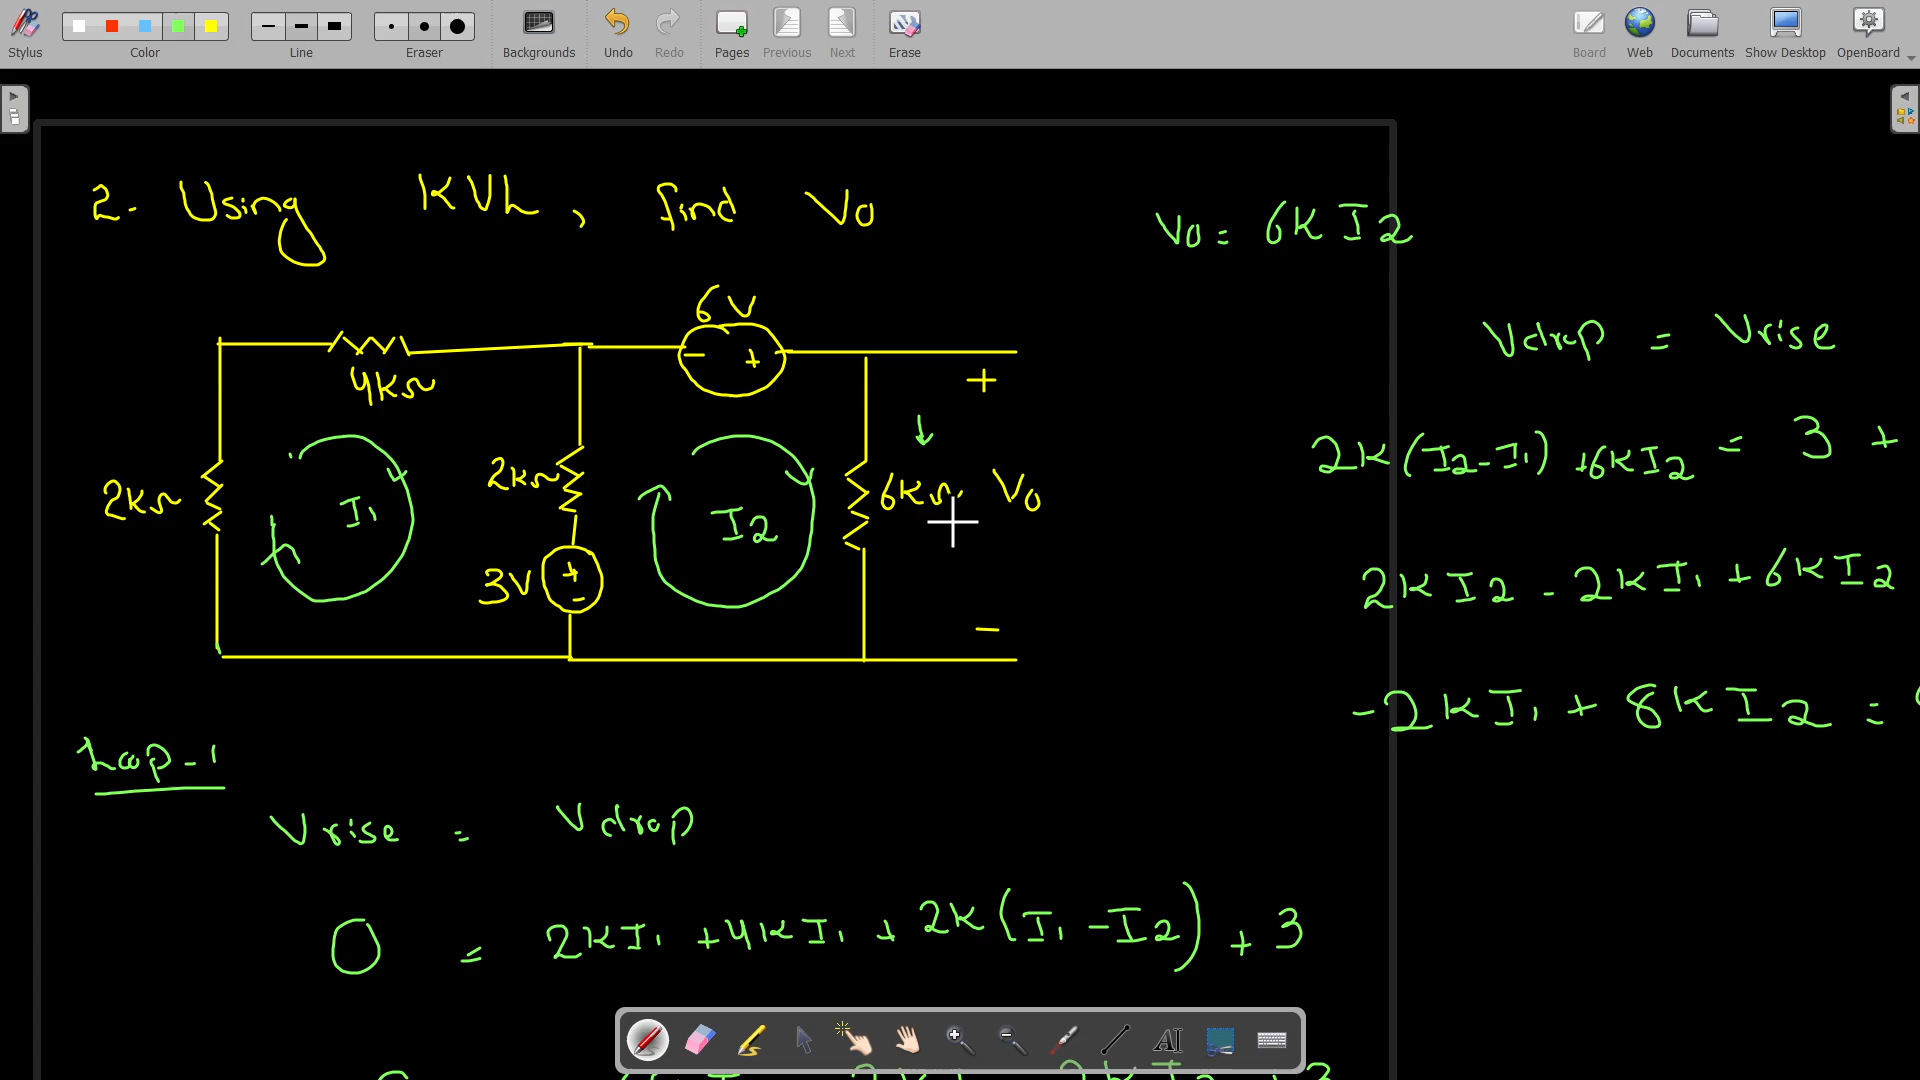 Stylus Color Line Eraser Backgrounds Undo Redo Pages Previous Next Erase Board Web Documents Show Desktop OpenBoard
2. Using KVL, find Vo
Vo = 6K I2
6V
Vdrop = Vrise
4KΩ
2K(I2-I1) +6KI2 = 3 +
2KΩ
I1
2KΩ
I2
6KΩ
Vo
3V
2KI2 - 2KI1 + 6KI2
-2KI1 + 8KI2 =
Loop-1
Vrise = Vdrop
0 = 2KI1 +4KI1 + 2K(I1 -I2) + 3